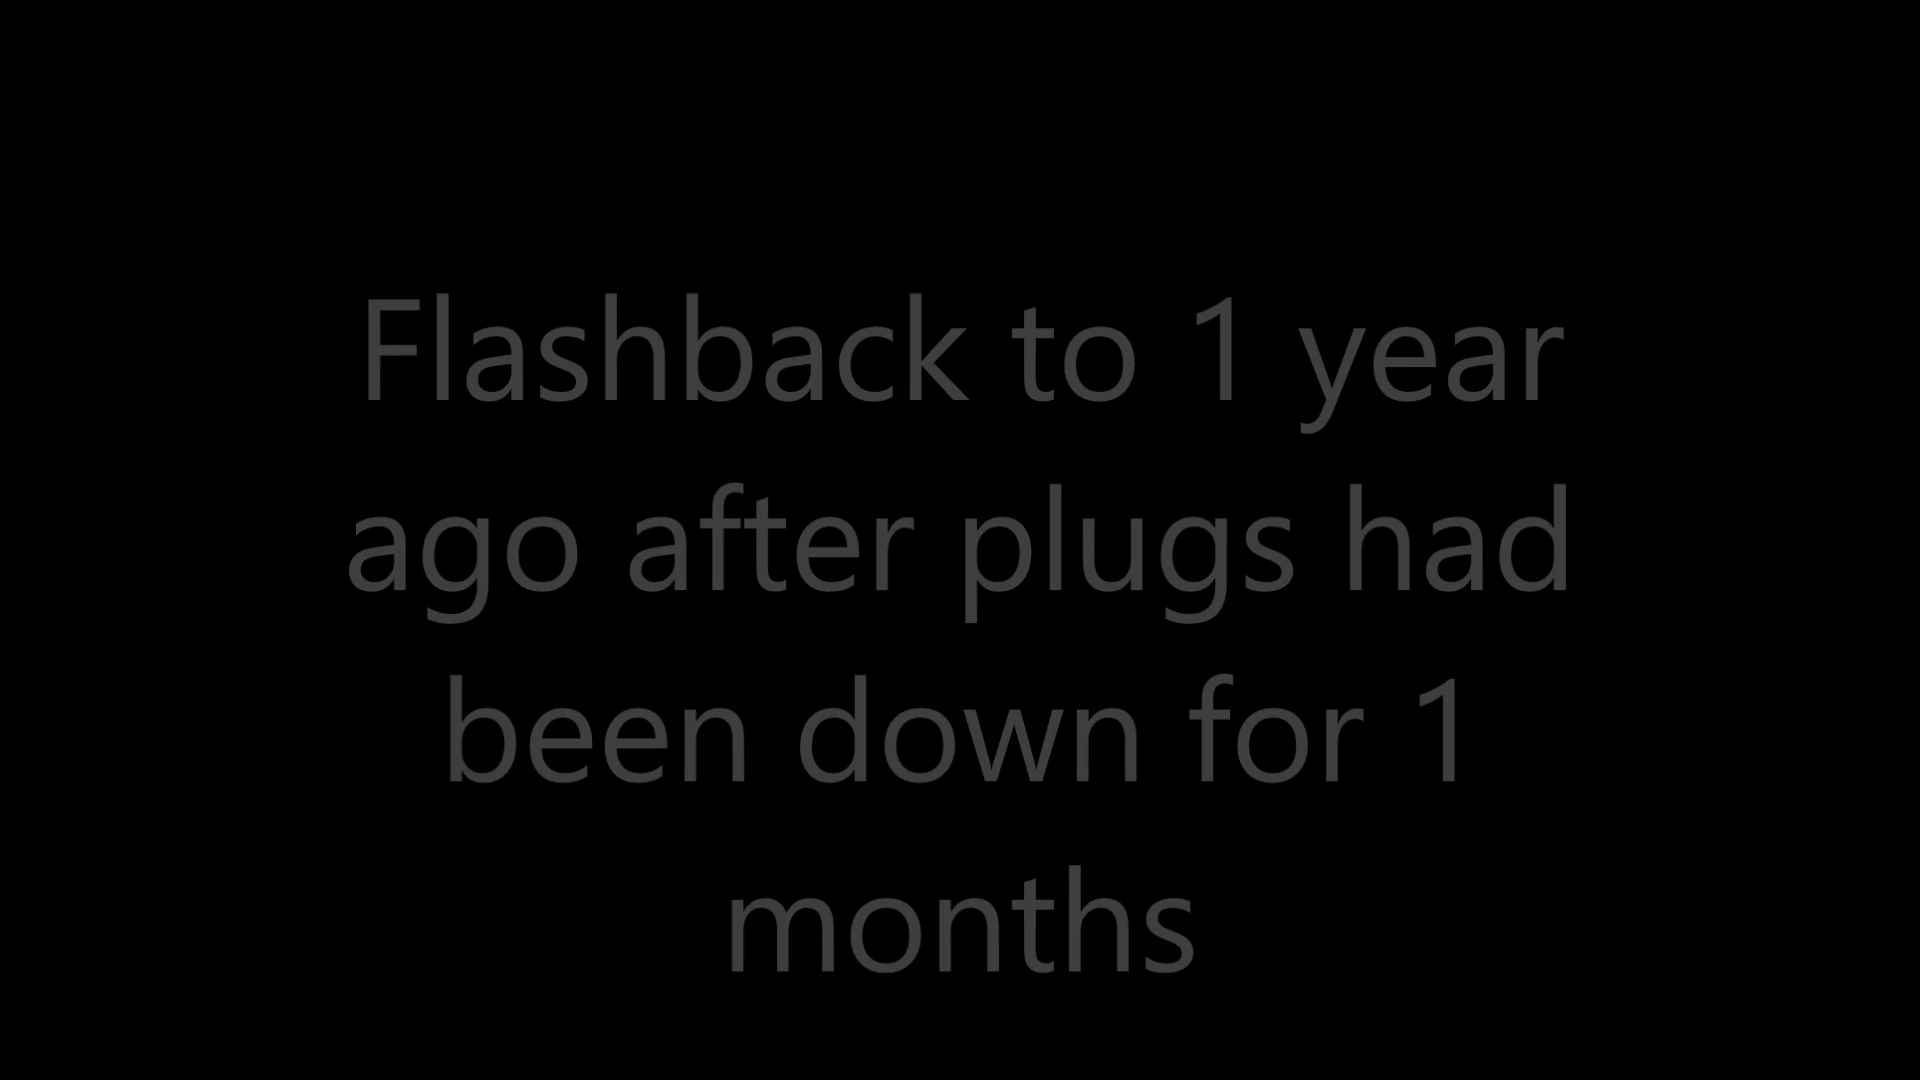 Flashback to 1 year
ago after plugs had
been down for 1
months